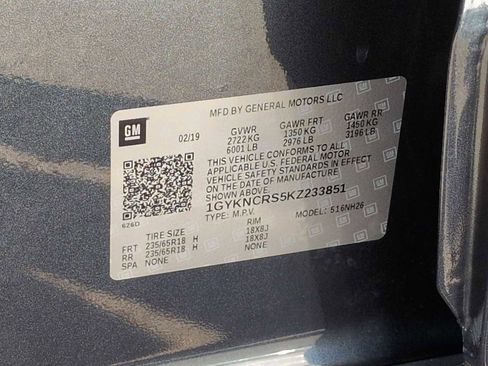 MFD BY GENERAL MOTORS LLC
GM
02/19
GVWR GAWR FRT GAWR RR
2722 KG 1350 KG 1450 KG
6001 LB 2976 LB 3196 LB
THIS VEHICLE CONFORMS TO ALL
APPLICABLE U.S. FEDERAL MOTOR
VEHICLE SAFETY STANDARDS IN EFFECT
ON THE DATE OF MANUFACTURE
1GYKNCRS5KZ233851
TYPE: M.P.V. MODEL: 516NH26
6Z6D
TIRE SIZE RIM
FRT 235/65R18 H 18X8J
RR 235/65R18 H 18X8J
SPA NONE NONE